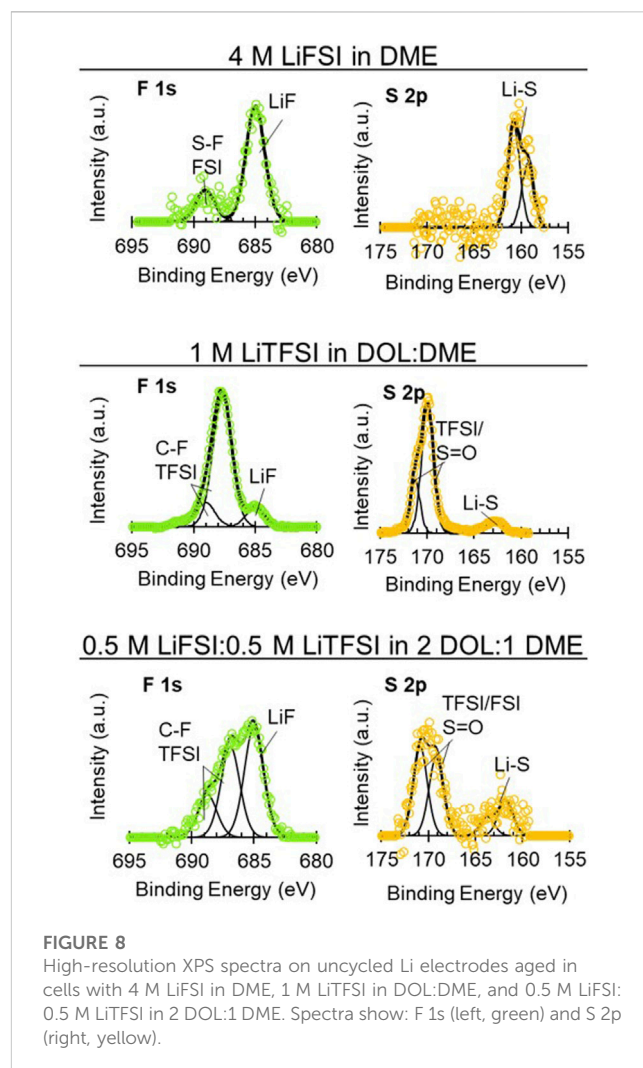 4 M LiFSI in DME
F 1s
S 2p
LiF
S-F
FSI
Li-S
Intensity (a.u.)
Intensity (a.u.)
695 690 685 680
175 170 165 160 155
Binding Energy (eV)
Binding Energy (eV)
1 M LiTFSI in DOL:DME
F 1s
S 2p
C-F
TFSI
LiF
TFSI/
S=O
Li-S
Intensity (a.u.)
Intensity (a.u.)
695 690 685 680
175 170 165 160 155
Binding Energy (eV)
Binding Energy (eV)
0.5 M LiFSI:0.5 M LiTFSI in 2 DOL:1 DME
F 1s
S 2p
C-F
TFSI
LiF
TFSI/FSI
S=O
Li-S
Intensity (a.u.)
Intensity (a.u.)
695 690 685 680
175 170 165 160 155
Binding Energy (eV)
Binding Energy (eV)
FIGURE 8
High-resolution XPS spectra on uncycled Li electrodes aged in
cells with 4 M LiFSI in DME, 1 M LiTFSI in DOL:DME, and 0.5 M LiFSI:
0.5 M LiTFSI in 2 DOL:1 DME. Spectra show: F 1s (left, green) and S 2p
(right, yellow).